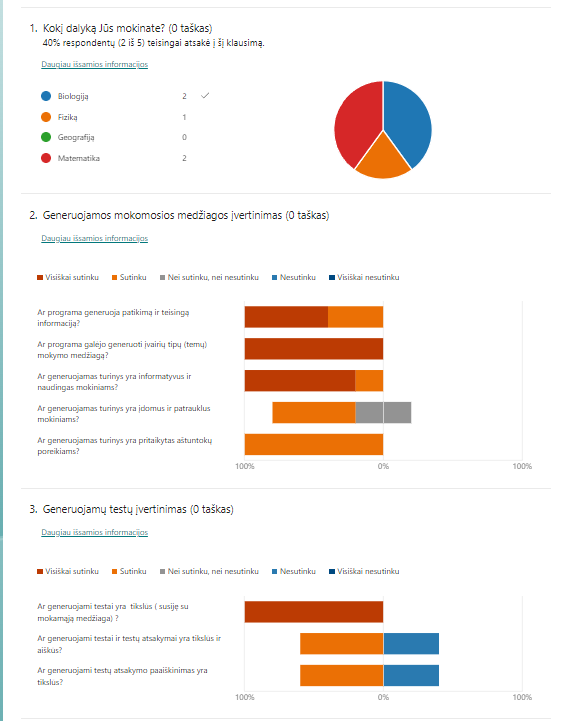 1. Kokį dalyką Jūs mokinate? (0 taškas)
40% respondentų (2 iš 5) teisingai atsakė į šį klausimą.
Daugiau išsamios informacijos
Biologiją 2
Fiziką 1
Geografiją 0
Matematika 2
2. Generuojamos mokomosios medžiagos įvertinimas (0 taškas)
Daugiau išsamios informacijos
Visiškai sutinku Sutinku Nei sutinku, nei nesutinku Nesutinku Visiškai nesutinku
Ar programa generuoja patikimą ir teisingą
informaciją?
Ar programa galėjo generuoti įvairių tipų (temų)
mokymo medžiagą?
Ar generuojamas turinys yra informatyvus ir
naudingas mokiniams?
Ar generuojamas turinys yra įdomus ir patrauklus
mokiniams?
Ar generuojamas turinys yra pritaikytas aštuntokų
poreikiams?
100% 0% 100%
3. Generuojamų testų įvertinimas (0 taškas)
Daugiau išsamios informacijos
Visiškai sutinku Sutinku Nei sutinku, nei nesutinku Nesutinku Visiškai nesutinku
Ar generuojami testai yra tikslus ( susiję su
mokamąją medžiaga) ?
Ar generuojami testai ir testų atsakymai yra tikslus ir
aiškus?
Ar generuojami testų atsakymo paaiškinimas yra
tikslus?
100% 0% 100%